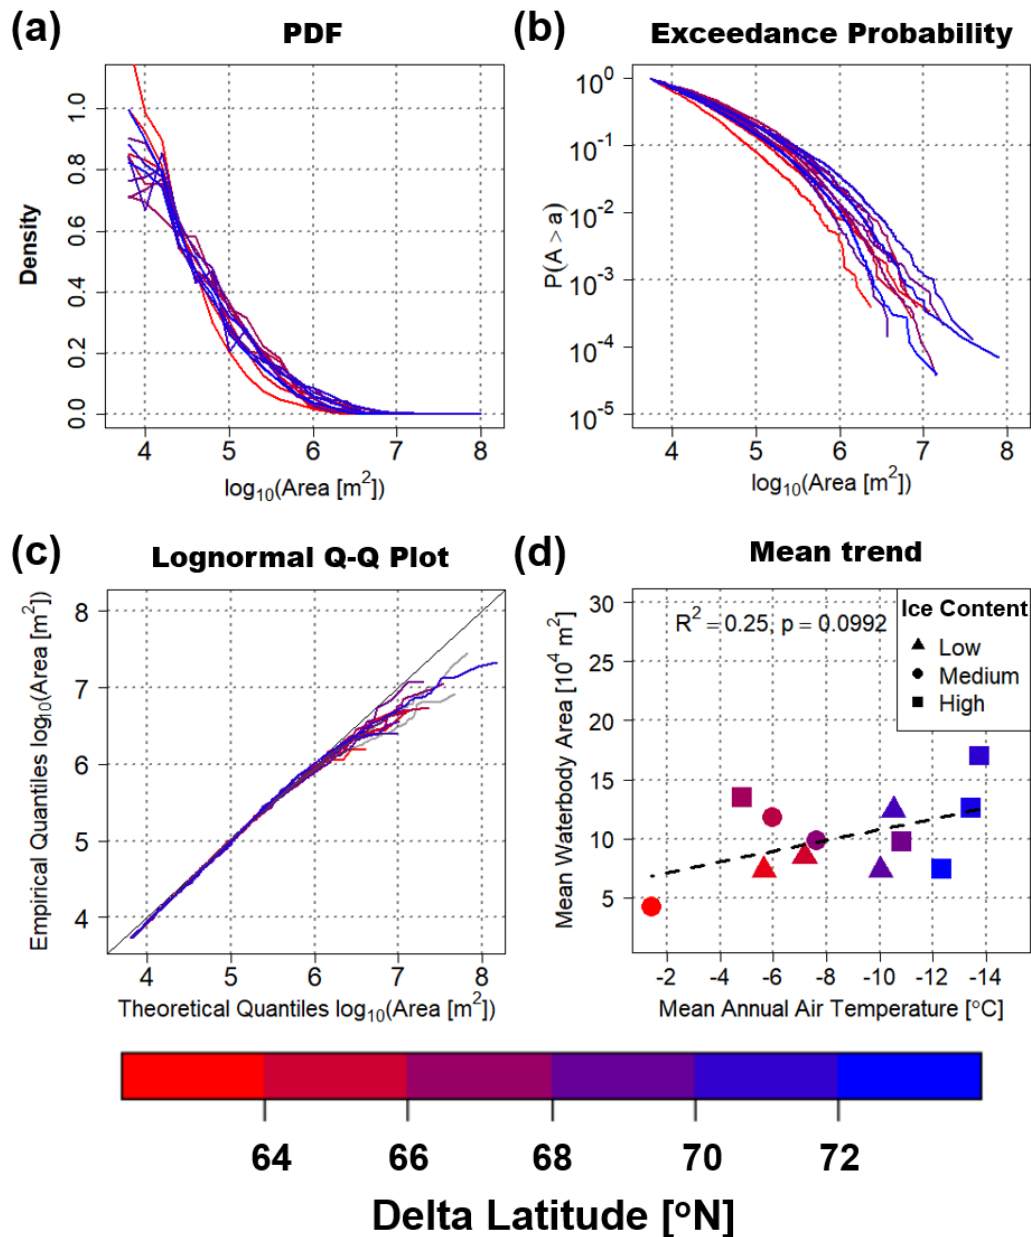 (a) PDF
1.0
0.8
0.6
0.4
0.2
0.0
Density
4 5 6 7 8
log10(Area [m²])
(b) Exceedance Probability
10⁰
10⁻¹
10⁻²
10⁻³
10⁻⁴
10⁻⁵
P(A > a)
4 5 6 7 8
log10(Area [m²])
(c) Lognormal Q-Q Plot
8
7
6
5
4
Empirical Quantiles log10(Area [m²])
4 5 6 7 8
Theoretical Quantiles log10(Area [m²])
(d) Mean trend
R² = 0.25, p = 0.0992
Ice Content
Low
Medium
High
30
25
20
15
10
5
Mean Waterbody Area [10⁴ m²]
-2 -4 -6 -8 -10 -12 -14
Mean Annual Air Temperature [°C]
64 66 68 70 72
Delta Latitude [°N]